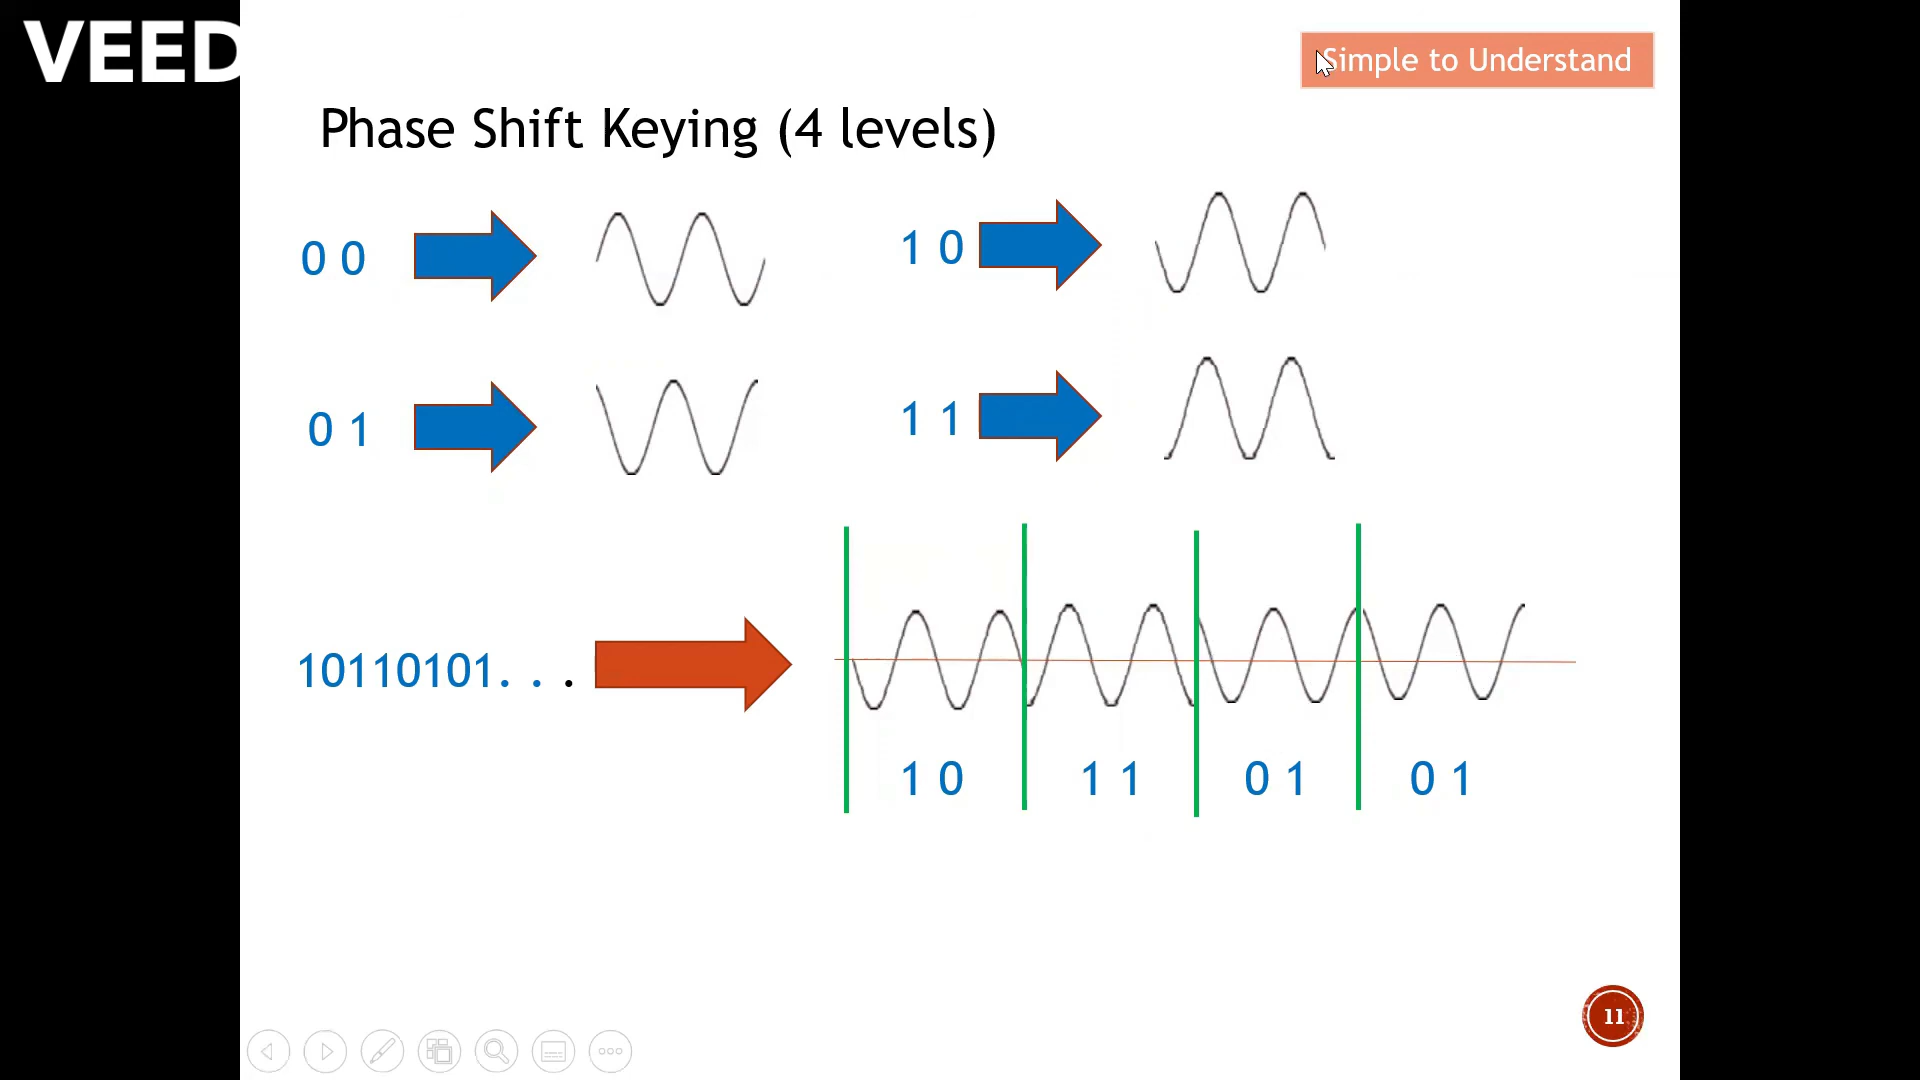 VEED
Simple to Understand
Phase Shift Keying (4 levels)
0 0
1 0
0 1
1 1
10110101. . .
1 0 1 1 0 1 0 1
11